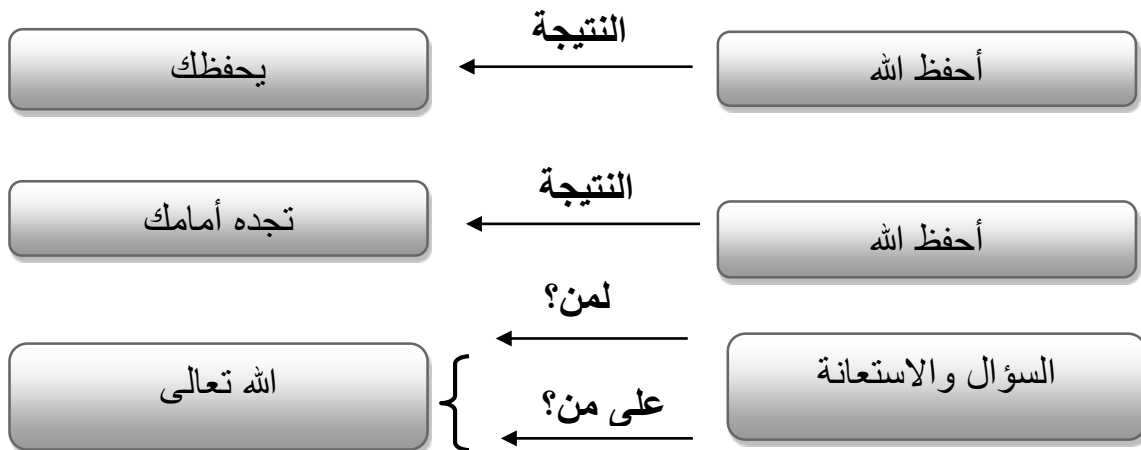 النتيجة
أحفظ الله
يحفظك
النتيجة
أحفظ الله
تجده أمامك
لمن؟
السؤال والاستعانة
الله تعالى
على من؟